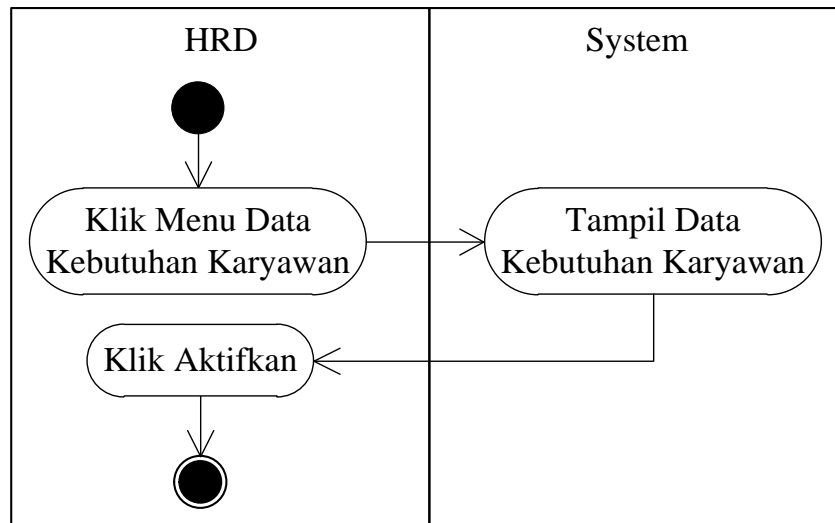 HRD
System
Klik Menu Data
Kebutuhan Karyawan
Tampil Data
Kebutuhan Karyawan
Klik Aktifkan